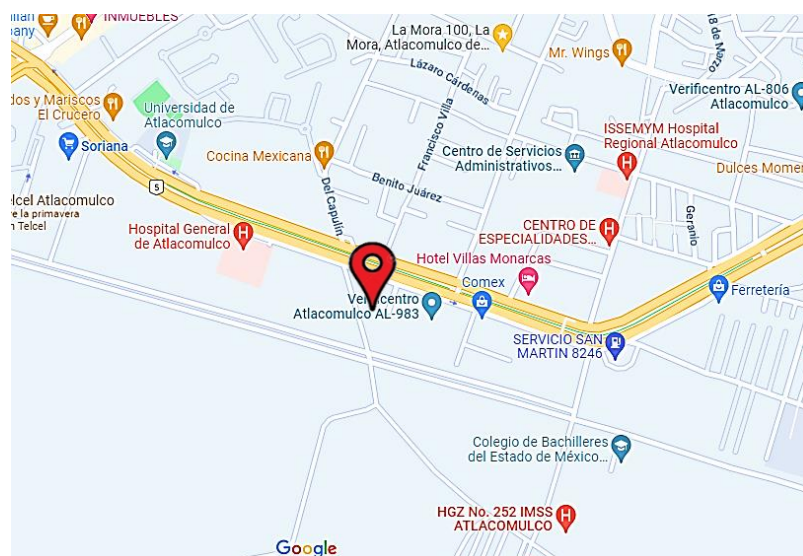 INMUEBLES
La Mora 100, La
Mora, Atlacomulco de...
18 de Marzo
Mr. Wings
Lázaro Cárdenas
Verificentro AL-806
Atlacomulco
dos y Mariscos
El Crucero
Universidad de
Atlacomulco
Francisco Villa
ISSEMYM Hospital
Regional Atlacomulco
Soriana
Cocina Mexicana
Centro de Servicios
Administrativos...
Dulces Momen
Benito Juárez
5
Telcel Atlacomulco
e la primavera
n Telcel
Del Capulín
Geranio
Hospital General
de Atlacomulco
CENTRO DE
ESPECIALIDADES...
Hotel Villas Monarcas
Comex
Ferretería
Verificentro
Atlacomulco AL-983
SERVICIO SAN
MARTIN 8246
Colegio de Bachilleres
del Estado de México...
HGZ No. 252 IMSS
ATLACOMULCO
Google